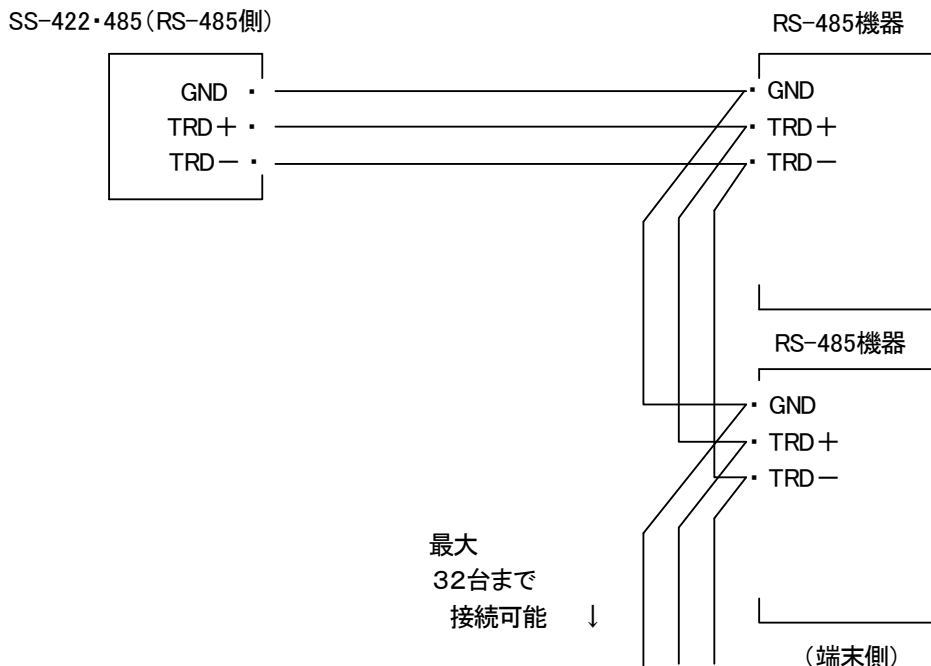 SS-422・485(RS-485側)
RS-485機器
GND
TRD+
TRD-
GND
TRD+
TRD-
RS-485機器
GND
TRD+
TRD-
最大
32台まで
接続可能 ↓
(端末側)